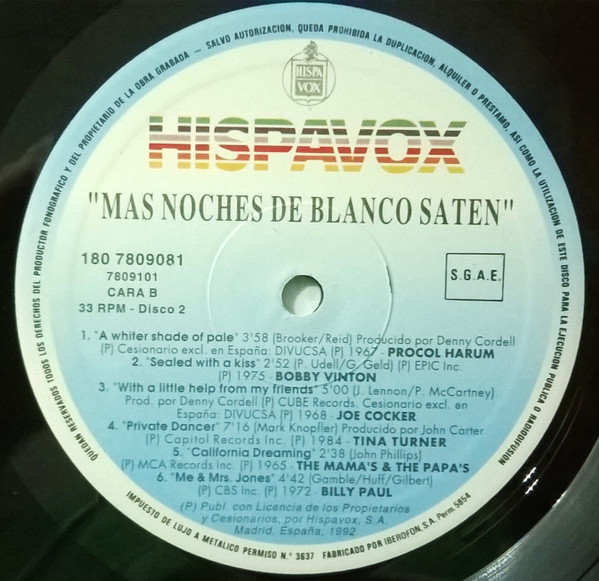 QUEDAN RESERVADOS TODOS LOS DERECHOS DEL PRODUCTOR FONOGRAFICO Y DEL PROPIETARIO DE LA OBRA GRABADA — SALVO AUTORIZACION, QUEDA PROHIBIDA LA DUPLICACION, ALQUILER O PRESTAMO, ASI COMO LA UTILIZACION DE ESTE DISCO PARA LA EJECUCION PUBLICA O RADIODIFUSION
HISPA
VOX
HISPAVOX
"MAS NOCHES DE BLANCO SATEN"
180 7809081
7809101
CARA B
33 RPM - Disco 2
S.G.A.E.
1. "A whiter shade of pale" 3'58 (Brooker/Reid) Producido por Denny Cordell
(P) Cesionario excl. en España: DIVUCSA (P) 1967 - PROCOL HARUM
2. "Sealed with a kiss" 2'52 (P. Udell/G. Geld) (P) EPIC Inc.
(P) 1975 - BOBBY VINTON
3. "With a little help from my friends" 5'00 (J. Lennon/P. McCartney)
Prod. por Denny Cordell (P) CUBE Records. Cesionario excl. en
España: DIVUCSA (P) 1968 - JOE COCKER
4. "Private Dancer" 7'16 (Mark Knopfler) Producido por John Carter
(P) Capitol Records Inc. (P) 1984 - TINA TURNER
5. "California Dreaming" 2'38 (John Phillips)
(P) MCA Records Inc. (P) 1965 - THE MAMA'S & THE PAPA'S
6. "Me & Mrs. Jones" 4'42 (Gamble/Huff/Gilbert)
(P) CBS Inc. (P) 1972 - BILLY PAUL
(P) Publ. con Licencia de los Propietarios
y Cesionarios, por Hispavox, S.A.
Madrid. España, 1992
IMPUESTO DE LUJO A METALICO PERMISO N.º 3637 FABRICADO POR IBEROFON, S.A. Perm. 5854